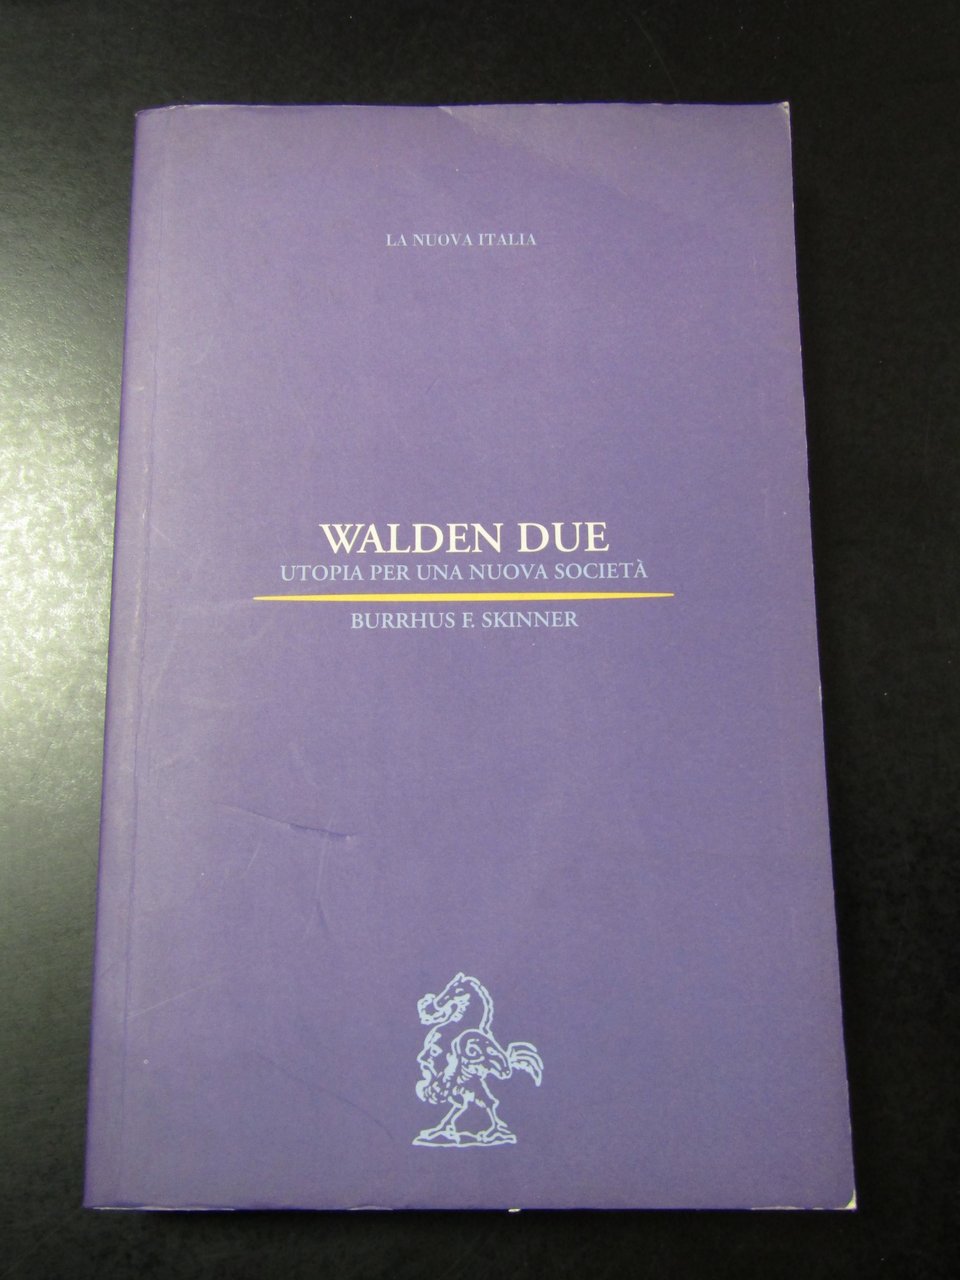 LA NUOVA ITALIA
WALDEN DUE
UTOPIA PER UNA NUOVA SOCIETÀ
BURRHUS F. SKINNER